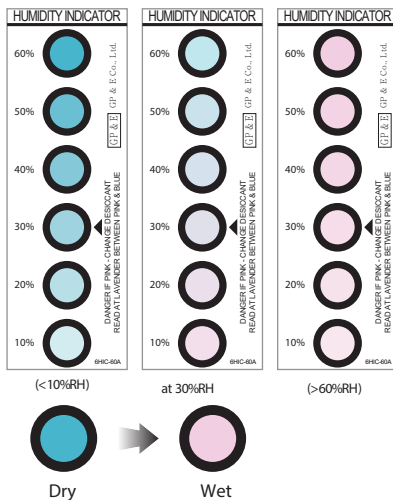 HUMIDITY INDICATOR
60%
50%
40%
30%
20%
10%
GP & E GP & E Co., Ltd.
DANGER IF PINK - CHANGE DESICCANT
READ AT LAVENDER BETWEEN PINK & BLUE
6HIC-60A
(<10%RH)
HUMIDITY INDICATOR
60%
50%
40%
30%
20%
10%
GP & E GP & E Co., Ltd.
DANGER IF PINK - CHANGE DESICCANT
READ AT LAVENDER BETWEEN PINK & BLUE
6HIC-60A
at 30%RH
HUMIDITY INDICATOR
60%
50%
40%
30%
20%
10%
GP & E GP & E Co., Ltd.
DANGER IF PINK - CHANGE DESICCANT
READ AT LAVENDER BETWEEN PINK & BLUE
6HIC-60A
(>60%RH)
Dry
Wet